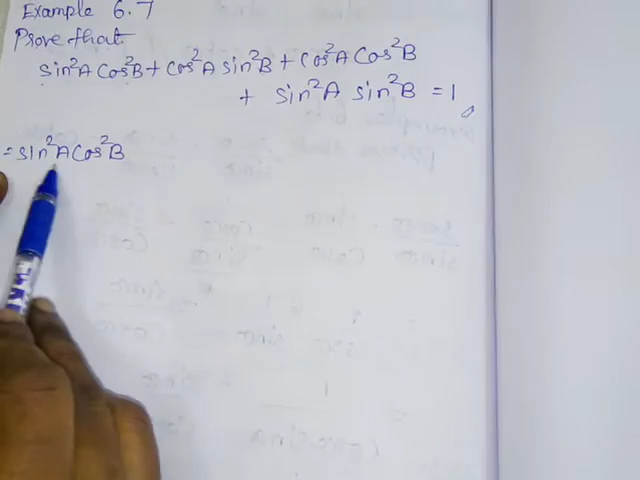 Example 6.7
Prove that.
sin²A Cos²B + Cos²A sin²B + Cos²A Cos²B
+ sin²A sin²B = 1
= sin²A Cos²B